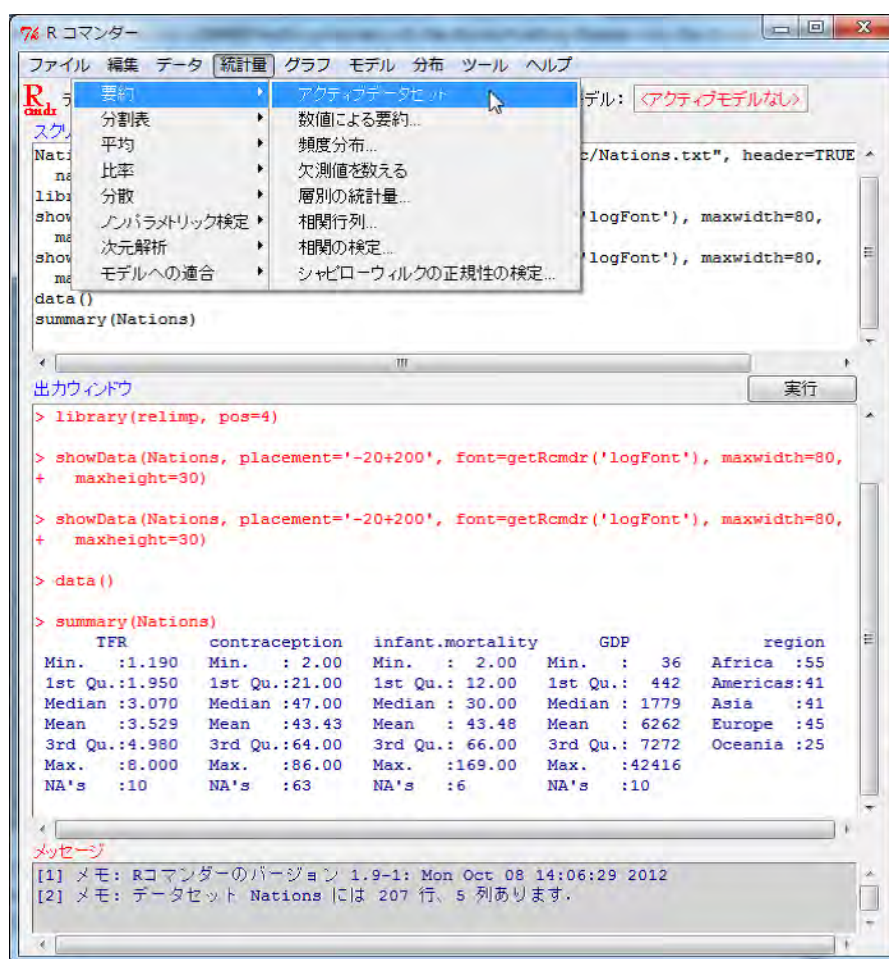 R コマンダー
ファイル 編集 データ 統計量 グラフ モデル 分布 ツール ヘルプ
Rcmdr デル: <アクティブモデルなし>
要約
分割表
平均
比率
分散
ノンパラメトリック検定
次元解析
モデルへの適合
アクティブデータセット
数値による要約...
頻度分布...
欠測値を数える
層別の統計量...
相関行列...
相関の検定...
シャピローウィルクの正規性の検定...
スクリ
Nati c/Nations.txt", header=TRUE
na
libr
show 'logFont'), maxwidth=80,
ma
show 'logFont'), maxwidth=80,
ma
data()
summary(Nations)
出力ウィンドウ 実行
> library(relimp, pos=4)
> showData(Nations, placement='-20+200', font=getRcmdr('logFont'), maxwidth=80,
+   maxheight=30)
> showData(Nations, placement='-20+200', font=getRcmdr('logFont'), maxwidth=80,
+   maxheight=30)
> data()
> summary(Nations)
TFR contraception infant.mortality GDP region
Min. :1.190 Min. : 2.00 Min. : 2.00 Min. : 36 Africa :55
1st Qu.:1.950 1st Qu.:21.00 1st Qu.: 12.00 1st Qu.: 442 Americas:41
Median :3.070 Median :47.00 Median : 30.00 Median : 1779 Asia :41
Mean :3.529 Mean :43.43 Mean : 43.48 Mean : 6262 Europe :45
3rd Qu.:4.980 3rd Qu.:64.00 3rd Qu.: 66.00 3rd Qu.: 7272 Oceania :25
Max. :8.000 Max. :86.00 Max. :169.00 Max. :42416
NA's :10 NA's :63 NA's :6 NA's :10
メッセージ
[1] メモ: Rコマンダーのバージョン 1.9-1: Mon Oct 08 14:06:29 2012
[2] メモ: データセット Nations には 207 行、5 列あります.